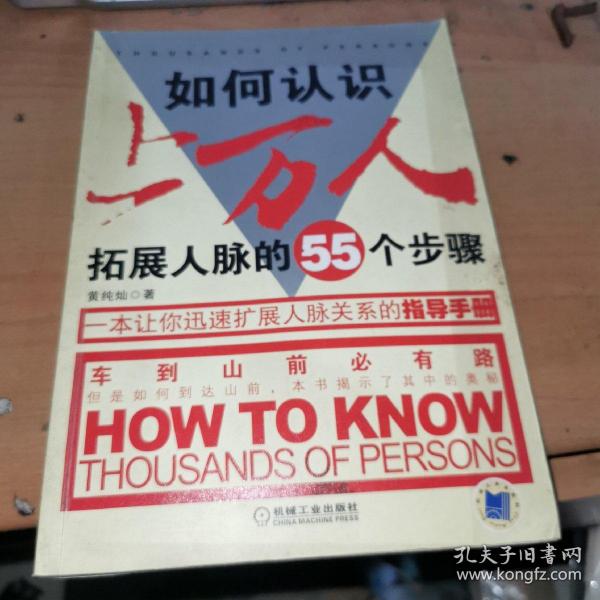 THOUSANDS OF PERSONS
如何认识
上万人
拓展人脉的55个步骤
黄纯灿◎著
一本让你迅速扩展人脉关系的指导手册
车到山前必有路
但是如何到达山前，本书揭示了其中的奥秘
HOW TO KNOW
THOUSANDS OF PERSONS
机械工业出版社
CHINA MACHINE PRESS
孔夫子旧书网
www.kongfz.com